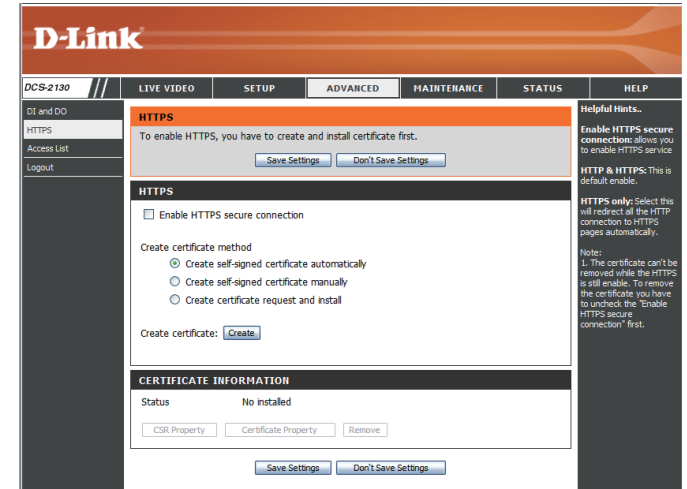 D-Link
DCS-2130 // LIVE VIDEO SETUP ADVANCED MAINTENANCE STATUS HELP
DI and DO
HTTPS
Access List
Logout
HTTPS
To enable HTTPS, you have to create and install certificate first.
Save Settings Don't Save Settings
HTTPS
Enable HTTPS secure connection
Create certificate method
Create self-signed certificate automatically
Create self-signed certificate manually
Create certificate request and install
Create certificate: Create
CERTIFICATE INFORMATION
Status No installed
CSR Property Certificate Property Remove
Save Settings Don't Save Settings
Helpful Hints..
Enable HTTPS secure
connection: allows you
to enable HTTPS service
HTTP & HTTPS: This is
default enable.
HTTPS only: Select this
will redirect all the HTTP
connection to HTTPS
pages automatically.
Note:
1. The certificate can't be
removed while the HTTPS
is still enable. To remove
the certificate you have
to uncheck the "Enable
HTTPS secure
connection" first.